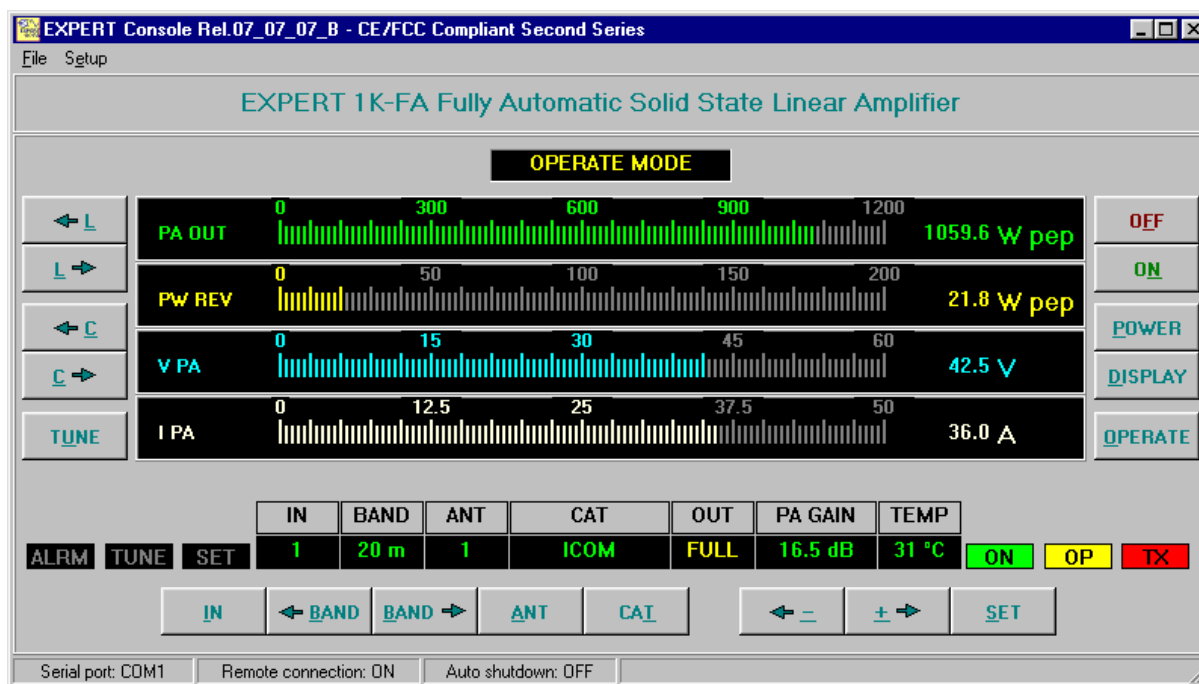 EXPERT Console Rel.07_07_07_B - CE/FCC Compliant Second Series
File Setup
EXPERT 1K-FA Fully Automatic Solid State Linear Amplifier
OPERATE MODE
L
L
C
C
TUNE
0 300 600 900 1200
PA OUT 1059.6 W pep
0 50 100 150 200
PW REV 21.8 W pep
0 15 30 45 60
V PA 42.5 V
0 12.5 25 37.5 50
I PA 36.0 A
OFF
ON
POWER
DISPLAY
OPERATE
IN BAND ANT CAT OUT PA GAIN TEMP
ALRM TUNE SET 1 20 m 1 ICOM FULL 16.5 dB 31 °C ON OP TX
IN BAND BAND ANT CAT - + SET
Serial port: COM1 Remote connection: ON Auto shutdown: OFF